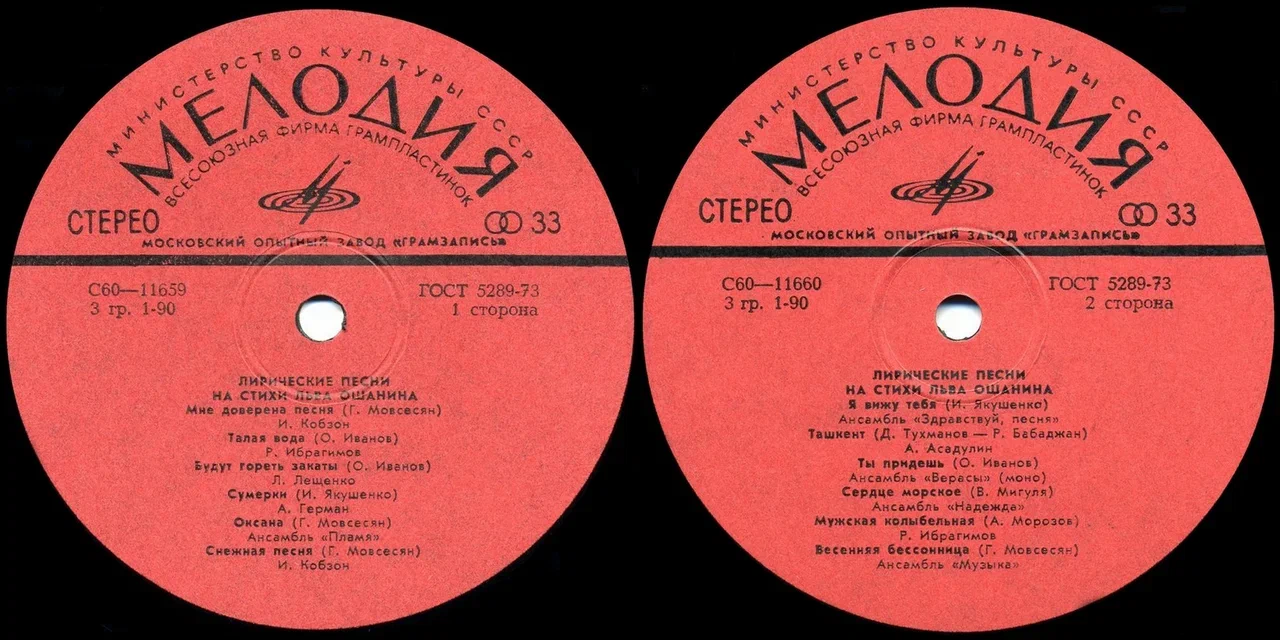 МИНИСТЕРСТВО КУЛЬТУРЫ СССР
МЕЛОДИЯ
ВСЕСОЮЗНАЯ ФИРМА ГРАМПЛАСТИНОК
СТЕРЕО
33
МОСКОВСКИЙ ОПЫТНЫЙ ЗАВОД «ГРАМЗАПИСЬ»
С60—11659
ГОСТ 5289-73
3 гр. 1-90
1 сторона
ЛИРИЧЕСКИЕ ПЕСНИ
НА СТИХИ ЛЬВА ОШАНИНА
Мне доверена песня (Г. Мовсесян)
И. Кобзон
Талая вода (О. Иванов)
Р. Ибрагимов
Будут гореть закаты (О. Иванов)
Л. Лещенко
Сумерки (И. Якушенко)
А. Герман
Оксана (Г. Мовсесян)
Ансамбль «Пламя»
Снежная песня (Г. Мовсесян)
И. Кобзон
МИНИСТЕРСТВО КУЛЬТУРЫ СССР
МЕЛОДИЯ
ВСЕСОЮЗНАЯ ФИРМА ГРАМПЛАСТИНОК
СТЕРЕО
33
МОСКОВСКИЙ ОПЫТНЫЙ ЗАВОД «ГРАМЗАПИСЬ»
С60—11660
ГОСТ 5289-73
3 гр. 1-90
2 сторона
ЛИРИЧЕСКИЕ ПЕСНИ
НА СТИХИ ЛЬВА ОШАНИНА
Я вижу тебя (И. Якушенко)
Ансамбль «Здравствуй, песня»
Ташкент (Д. Тухманов — Р. Бабаджан)
А. Асадулин
Ты придешь (О. Иванов)
Ансамбль «Верасы» (моно)
Сердце морское (В. Мигуля)
Ансамбль «Надежда»
Мужская колыбельная (А. Морозов)
Р. Ибрагимов
Весенняя бессонница (Г. Мовсесян)
Ансамбль «Музыка»